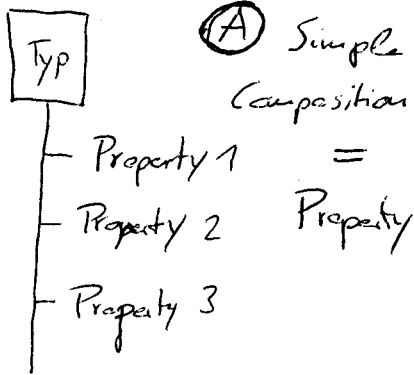 Typ
A Simple
Composition
=
Property
Property 1
Property 2
Property 3